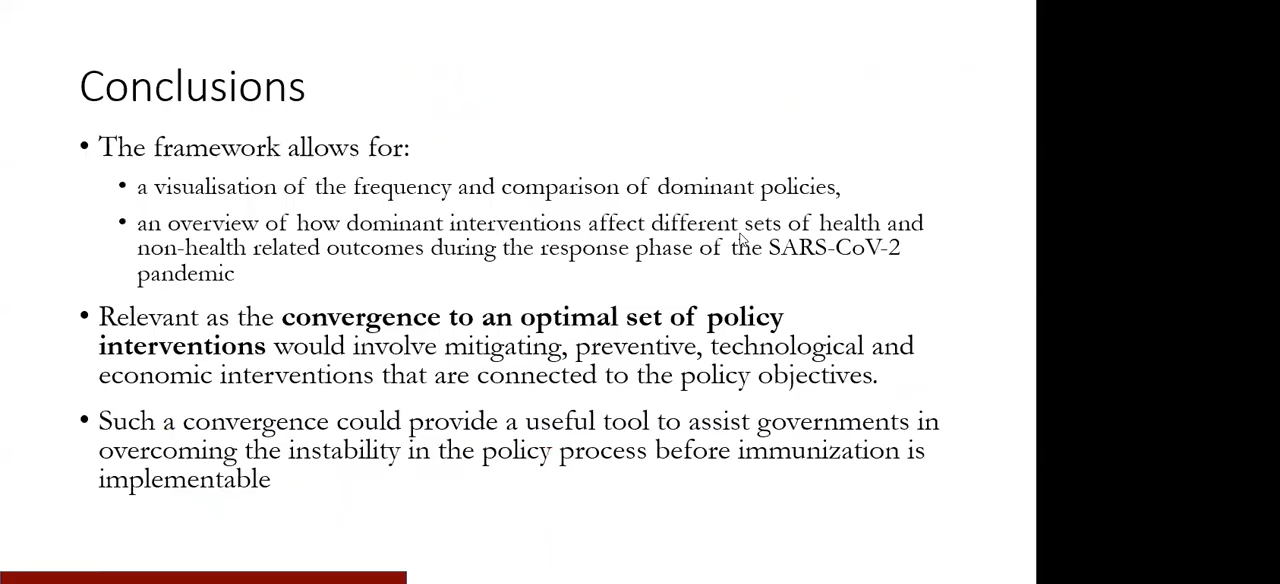 Conclusions
• The framework allows for:
• a visualisation of the frequency and comparison of dominant policies,
• an overview of how dominant interventions affect different sets of health and
non-health related outcomes during the response phase of the SARS-CoV-2
pandemic
• Relevant as the convergence to an optimal set of policy
interventions would involve mitigating, preventive, technological and
economic interventions that are connected to the policy objectives.
• Such a convergence could provide a useful tool to assist governments in
overcoming the instability in the policy process before immunization is
implementable